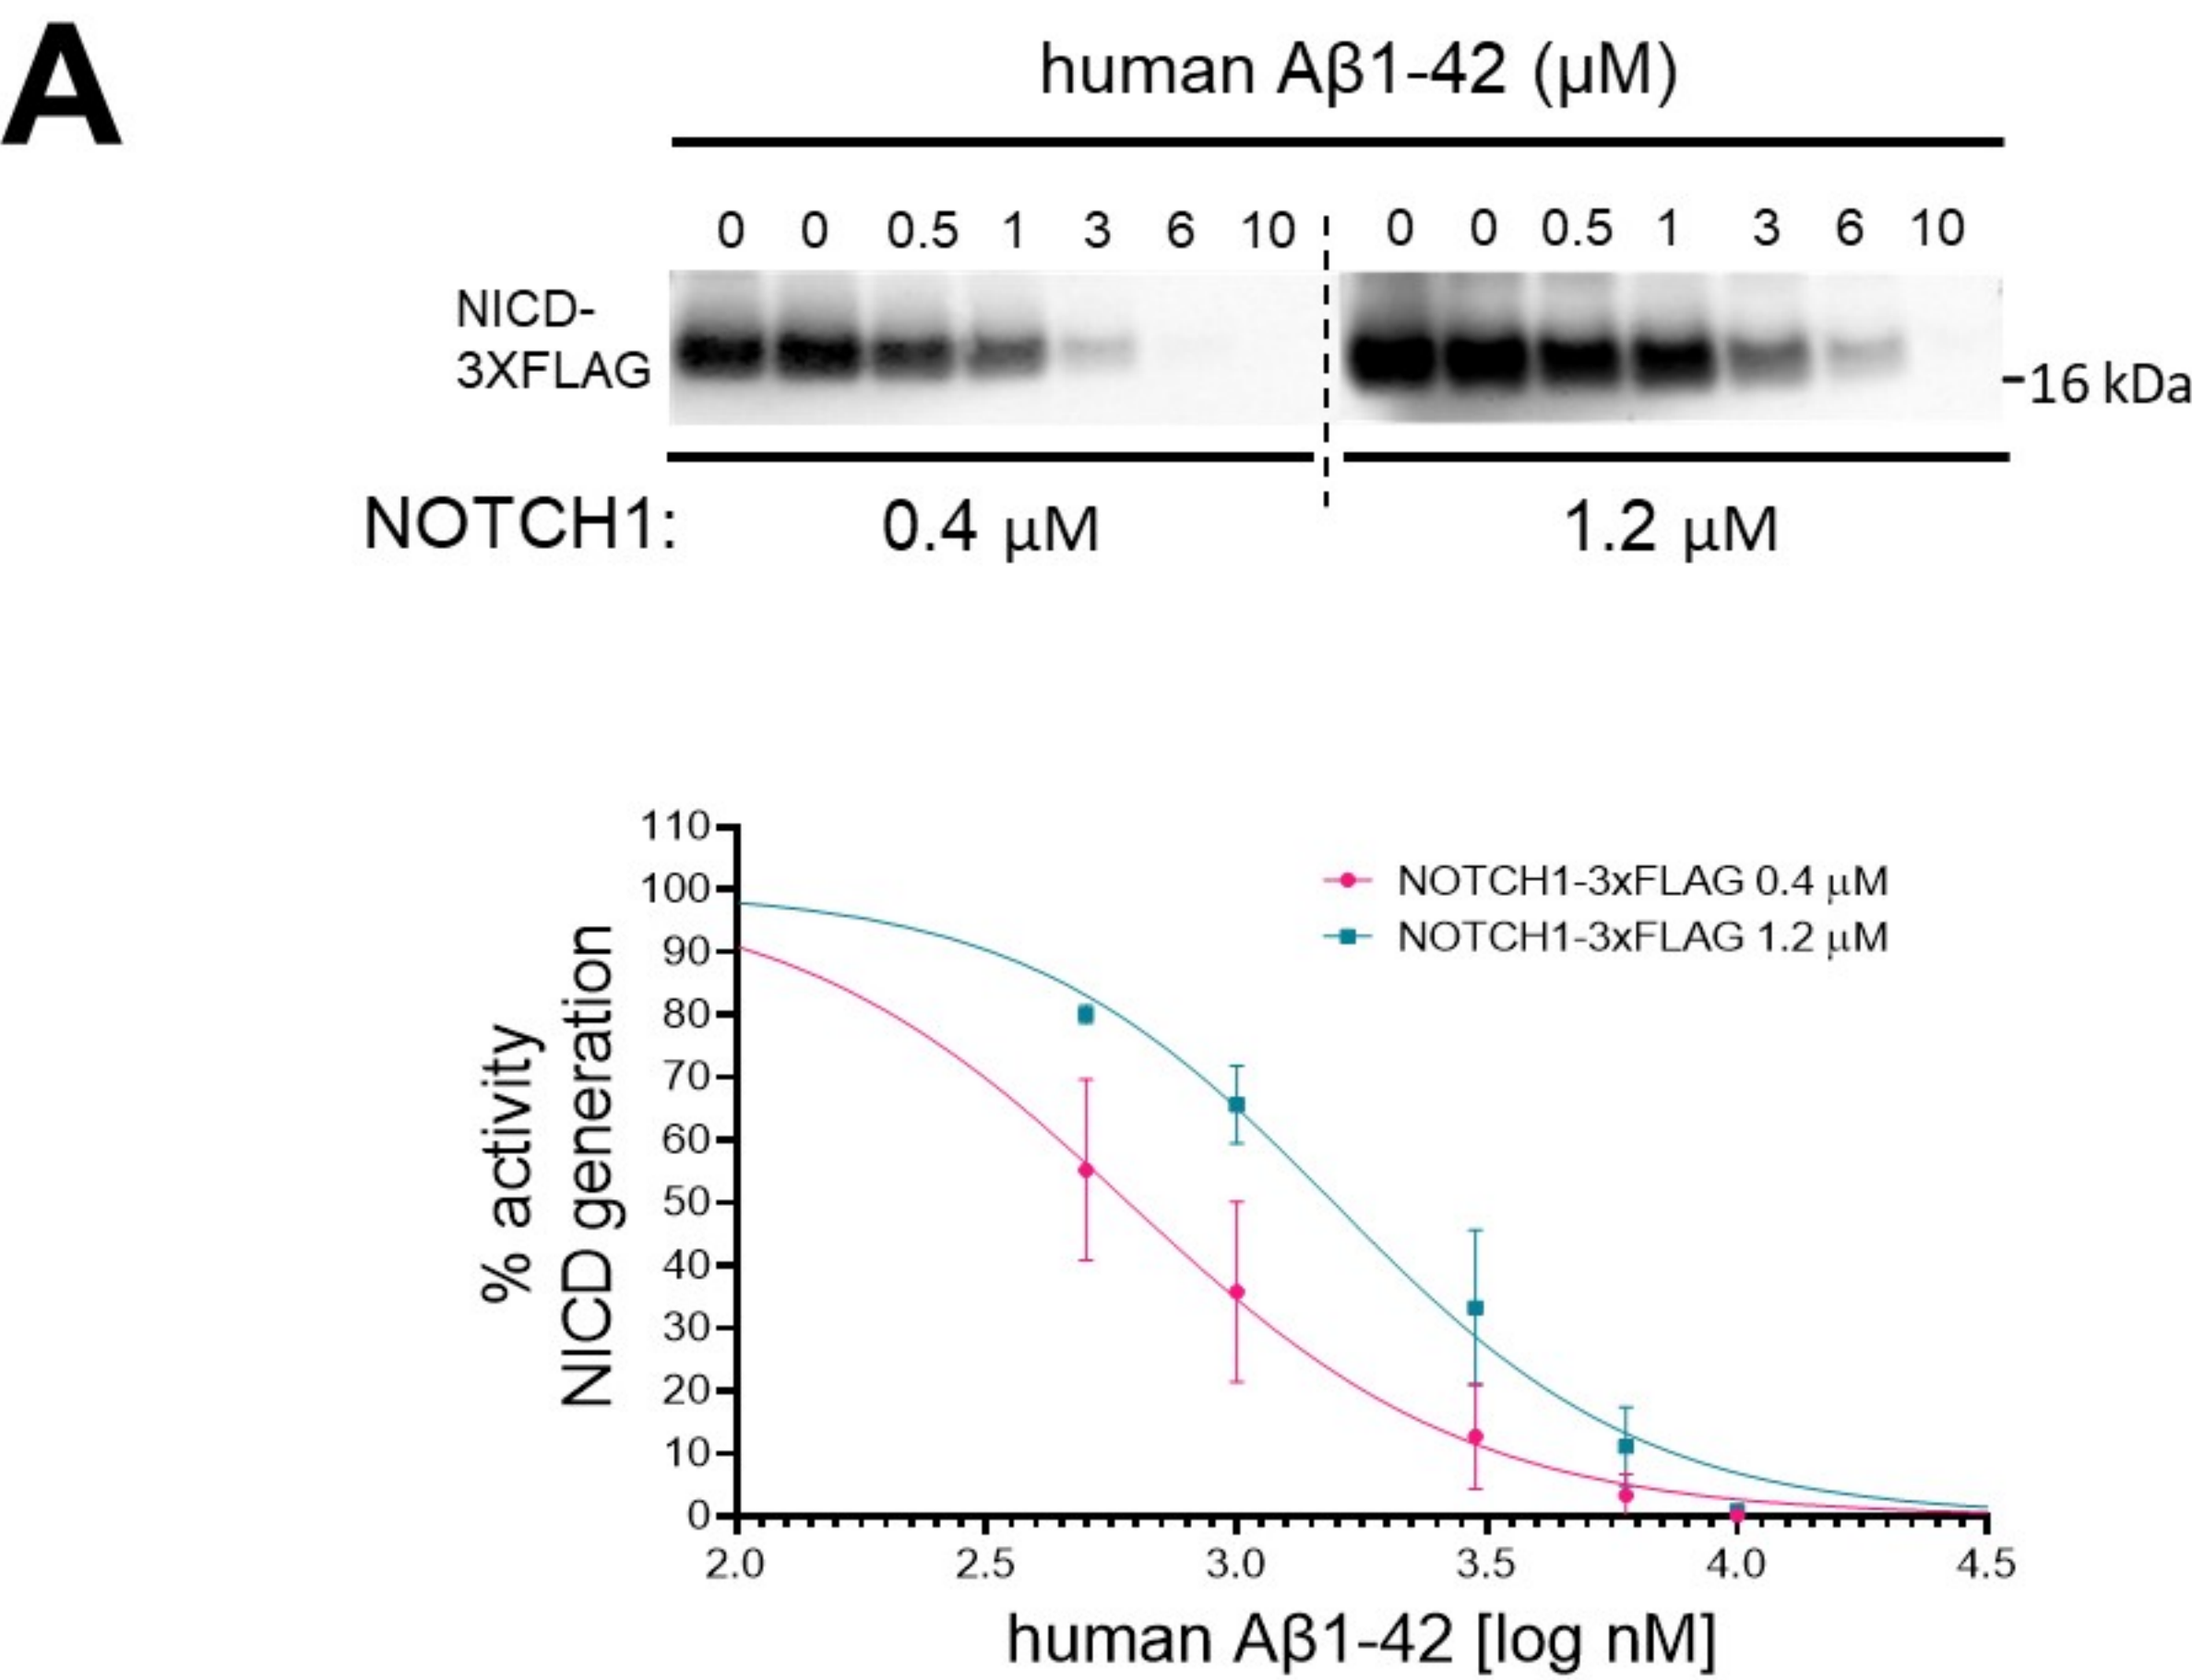 A
human Aβ1-42 (µM)
0 0 0.5 1 3 6 10 0 0 0.5 1 3 6 10
NICD-
3XFLAG
-16 kDa
NOTCH1: 0.4 µM 1.2 µM
110
100
90
80
70
60
50
40
30
20
10
0
% activity
NICD generation
NOTCH1-3xFLAG 0.4 µM
NOTCH1-3xFLAG 1.2 µM
2.0 2.5 3.0 3.5 4.0 4.5
human Aβ1-42 [log nM]